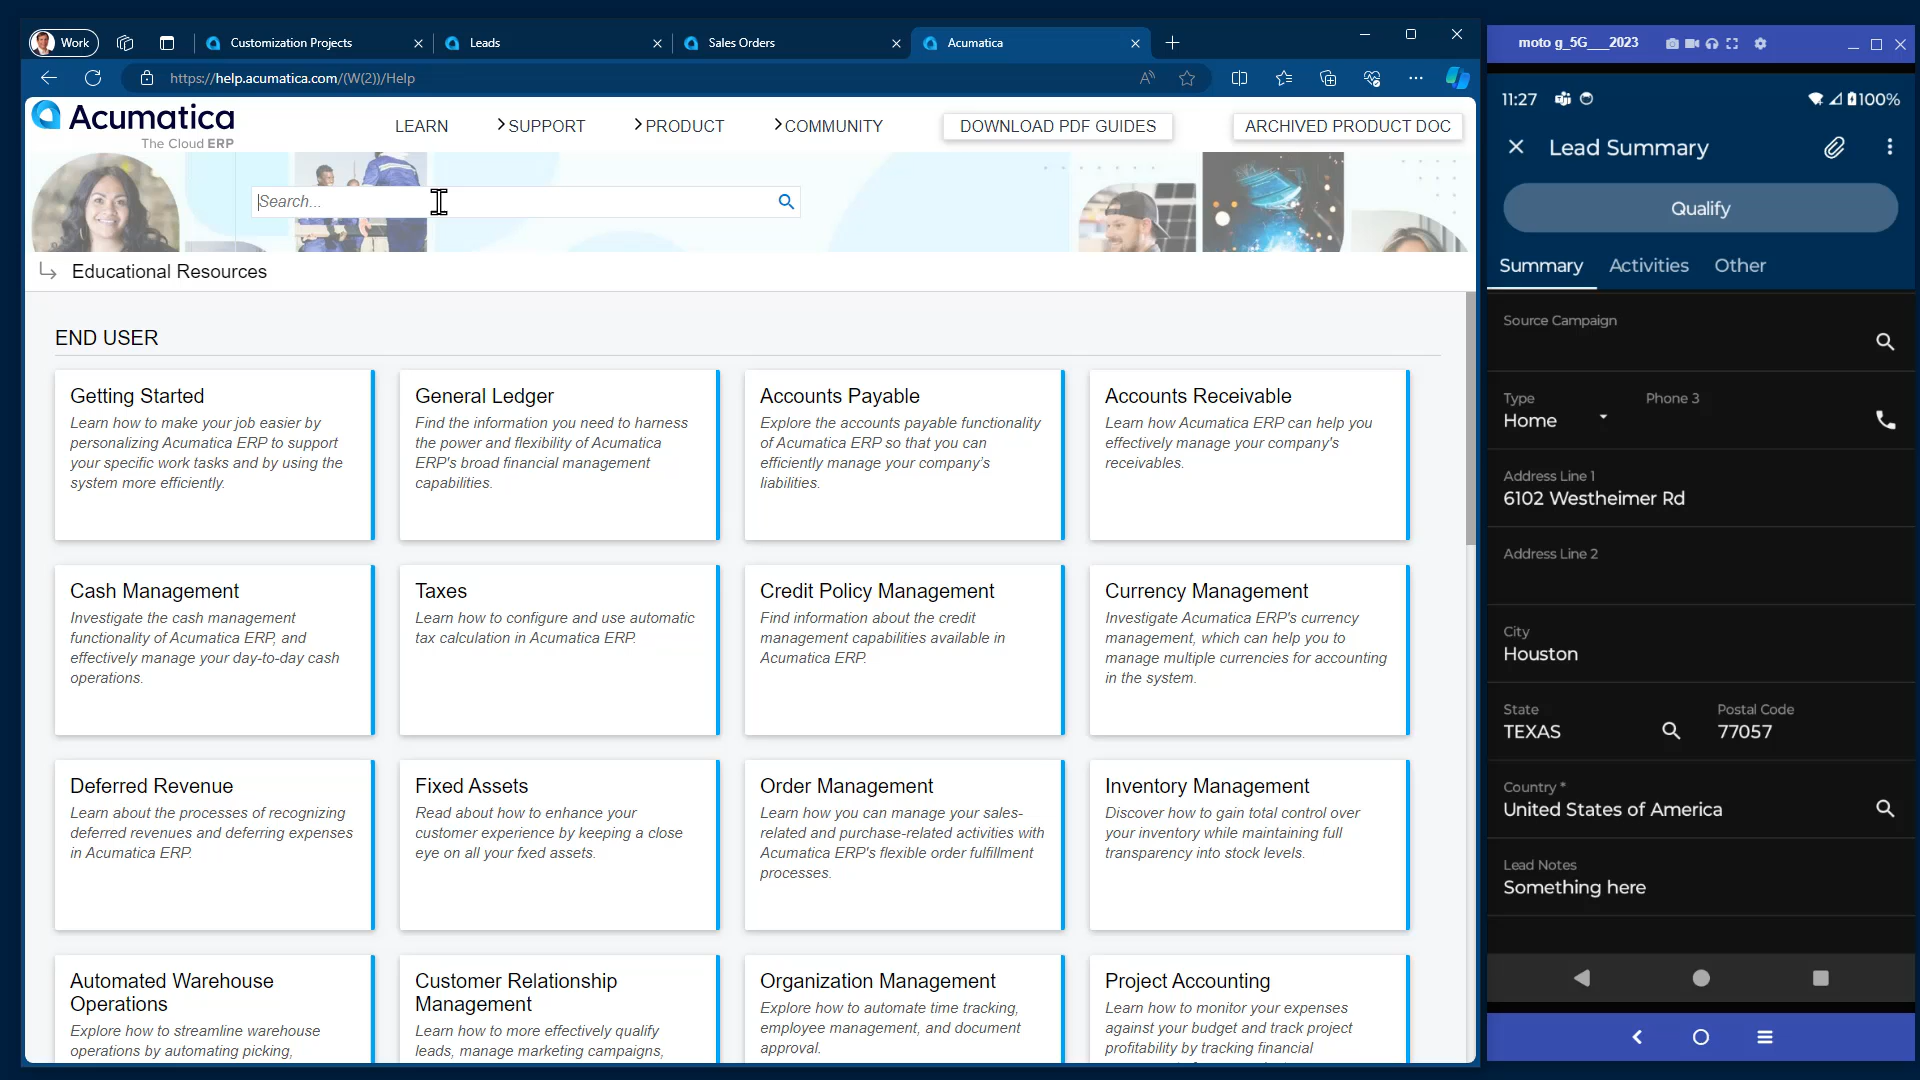 Work
Customization Projects
Leads
Sales Orders
Acumatica
https://help.acumatica.com/(W(2))/Help
Acumatica
The Cloud ERP
LEARN
SUPPORT
PRODUCT
COMMUNITY
DOWNLOAD PDF GUIDES
ARCHIVED PRODUCT DOC
Search...
Educational Resources
END USER
Getting Started
Learn how to make your job easier by
personalizing Acumatica ERP to support
your specific work tasks and by using the
system more efficiently.
General Ledger
Find the information you need to harness
the power and flexibility of Acumatica
ERP's broad financial management
capabilities.
Accounts Payable
Explore the accounts payable functionality
of Acumatica ERP so that you can
efficiently manage your company's
liabilities.
Accounts Receivable
Learn how Acumatica ERP can help you
effectively manage your company's
receivables.
Cash Management
Investigate the cash management
functionality of Acumatica ERP, and
effectively manage your day-to-day cash
operations.
Taxes
Learn how to configure and use automatic
tax calculation in Acumatica ERP.
Credit Policy Management
Find information about the credit
management capabilities available in
Acumatica ERP.
Currency Management
Investigate Acumatica ERP's currency
management, which can help you to
manage multiple currencies for accounting
in the system.
Deferred Revenue
Learn about the processes of recognizing
deferred revenues and deferring expenses
in Acumatica ERP.
Fixed Assets
Read about how to enhance your
customer experience by keeping a close
eye on all your fxed assets.
Order Management
Learn how you can manage your sales-
related and purchase-related activities with
Acumatica ERP's flexible order fulfillment
processes.
Inventory Management
Discover how to gain total control over
your inventory while maintaining full
transparency into stock levels.
Automated Warehouse
Operations
Explore how to streamline warehouse
operations by automating picking,
Customer Relationship
Management
Learn how to more effectively qualify
leads, manage marketing campaigns,
Organization Management
Explore how to automate time tracking,
employee management, and document
approval.
Project Accounting
Learn how to monitor your expenses
against your budget and track project
profitability by tracking financial
moto g_5G___2023
11:27
100%
Lead Summary
Qualify
Summary
Activities
Other
Source Campaign
Type
Home
Phone 3
Address Line 1
6102 Westheimer Rd
Address Line 2
City
Houston
State
TEXAS
Postal Code
77057
Country *
United States of America
Lead Notes
Something here